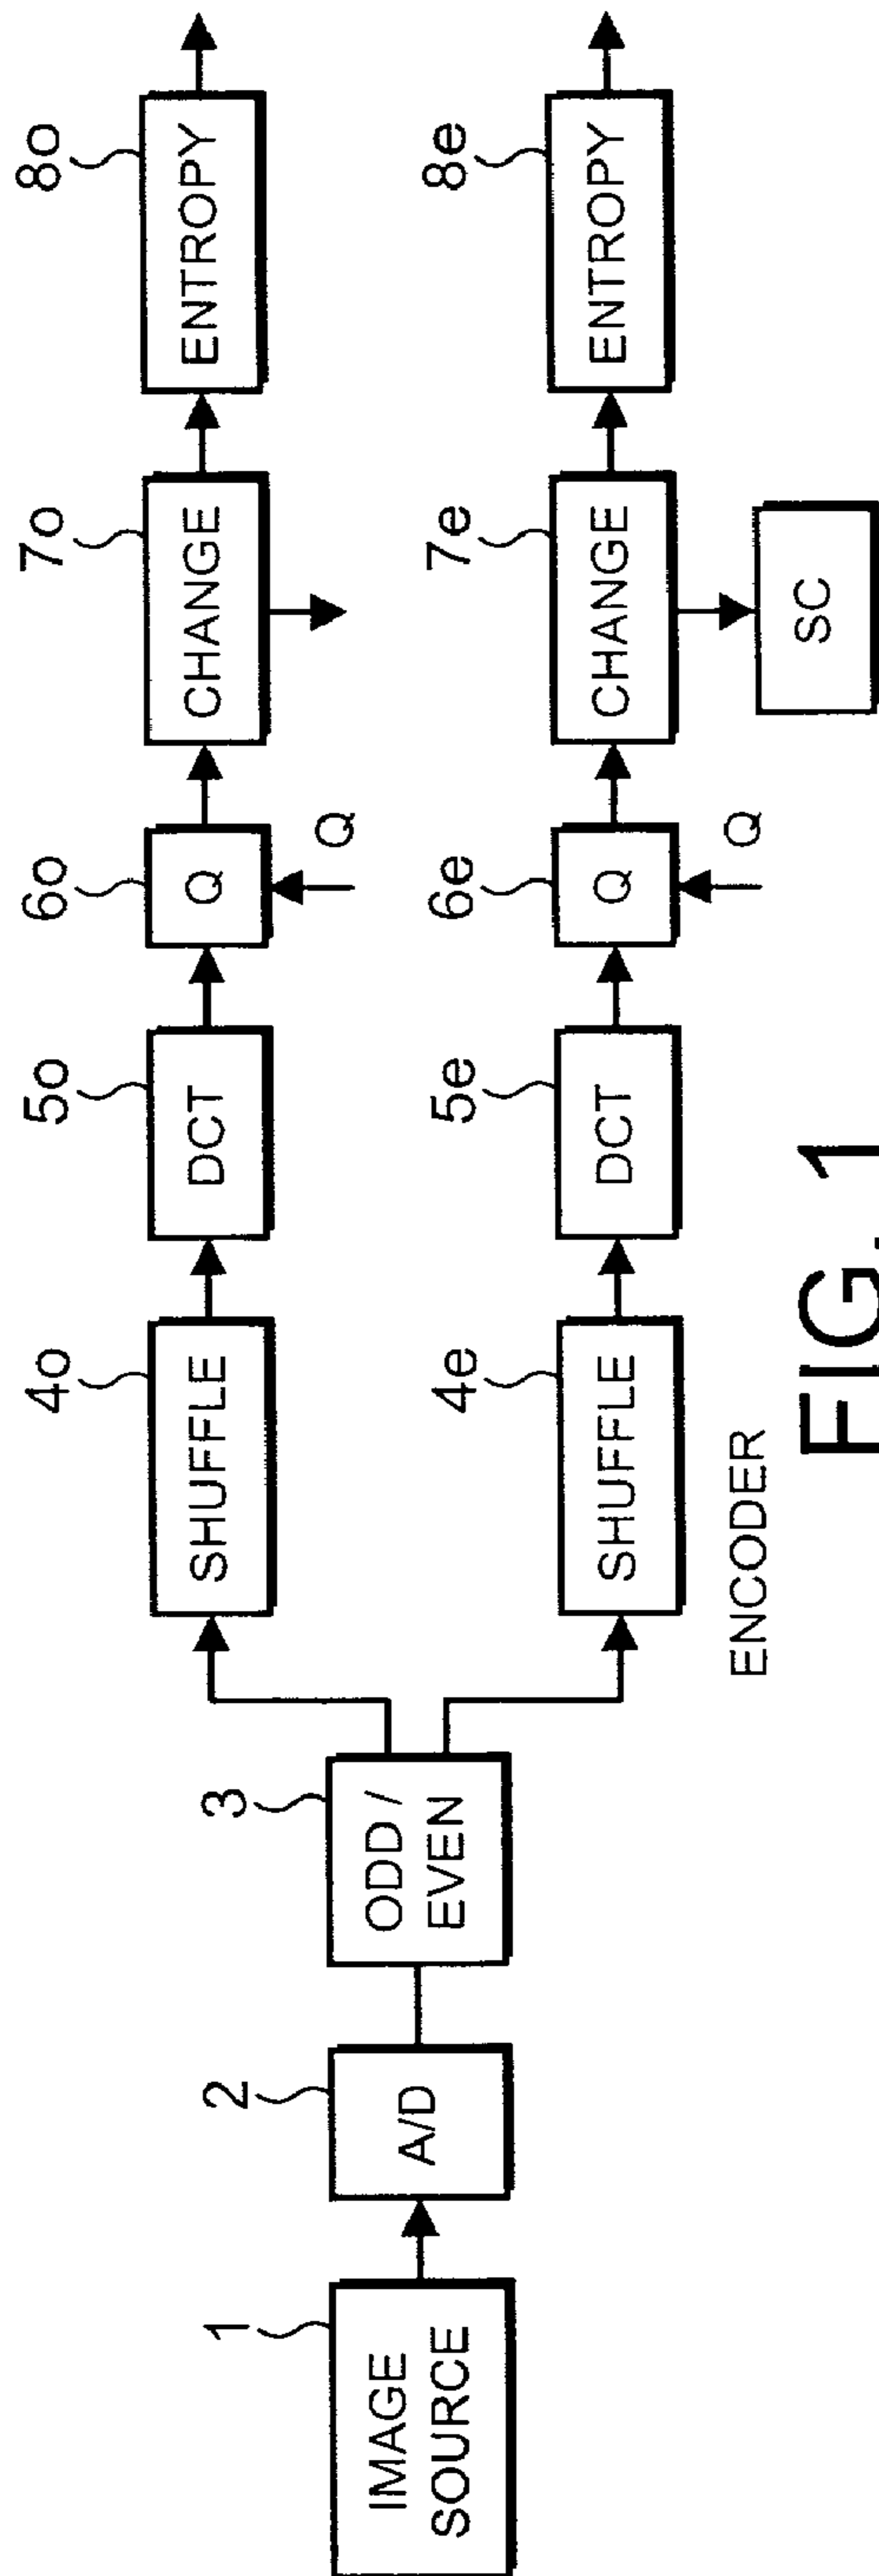 1
IMAGE
SOURCE
2
A/D
3
ODD /
EVEN
4o
SHUFFLE
5o
DCT
6o
Q
Q
7o
CHANGE
8o
ENTROPY
4e
SHUFFLE
5e
DCT
6e
Q
Q
7e
CHANGE
8e
ENTROPY
SC
ENCODER
FIG. 1